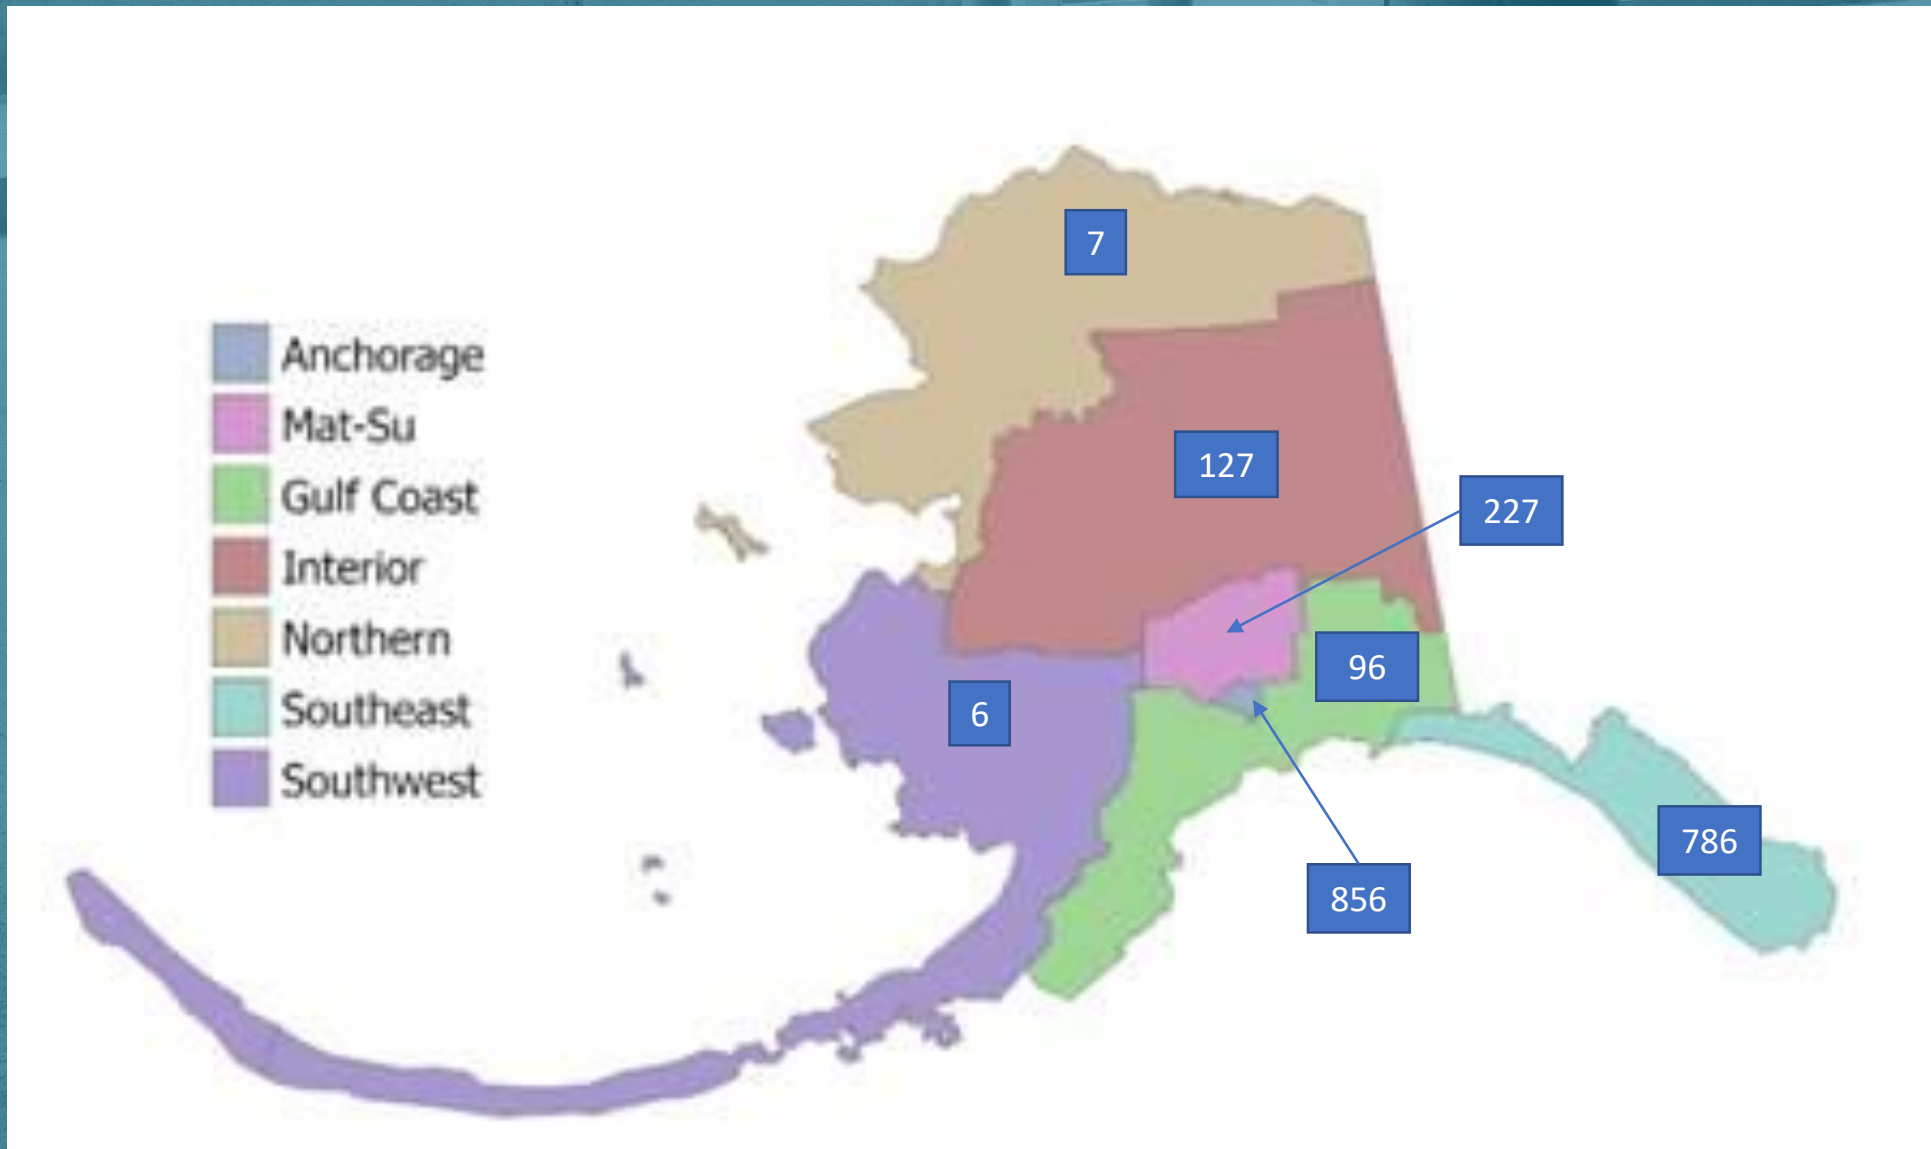 7
Anchorage
Mat-Su
Gulf Coast
Interior
Northern
Southeast
Southwest
127
227
96
6
786
856